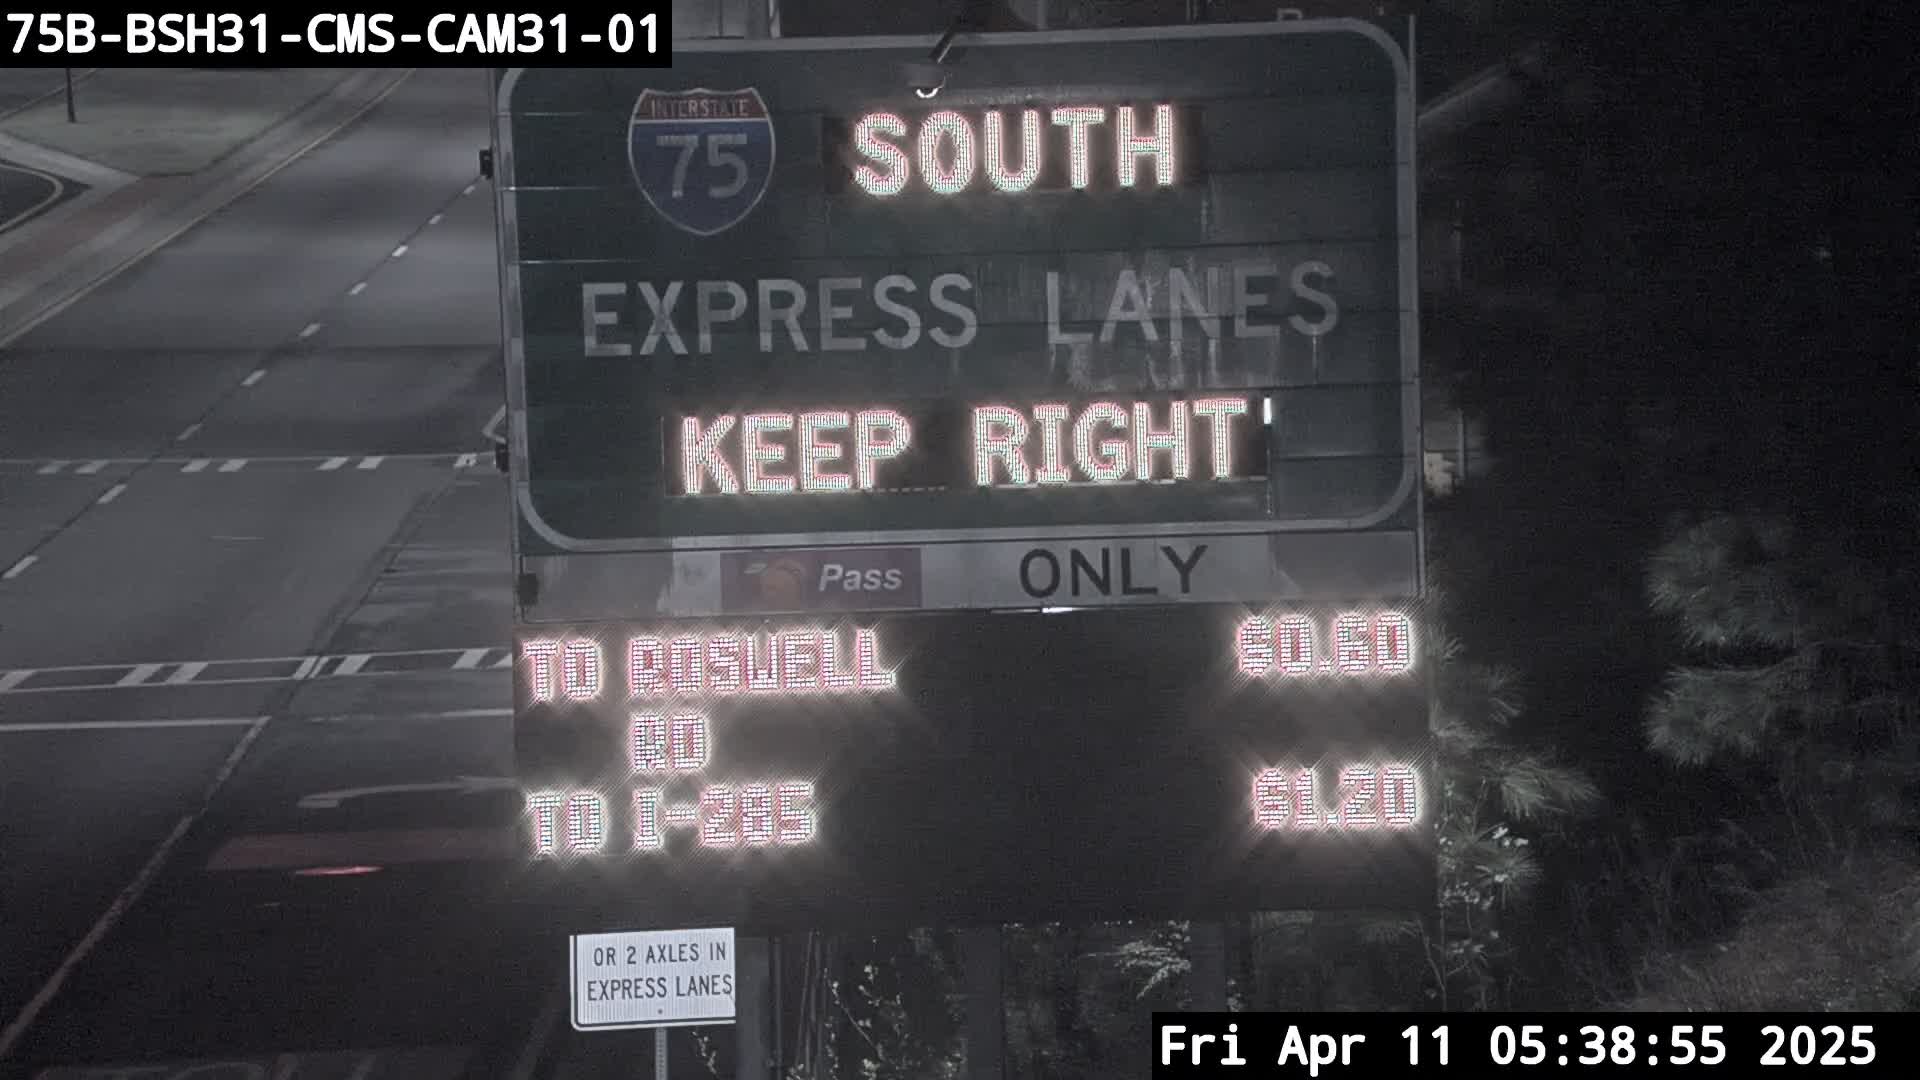 75B-BSH31-CMS-CAM31-01
INTERSTATE
75
SOUTH
EXPRESS LANES
KEEP RIGHT
Pass ONLY
TO ROSWELL $0.60
RD
TO I-285 $1.20
OR 2 AXLES IN
EXPRESS LANES
Fri Apr 11 05:38:55 2025